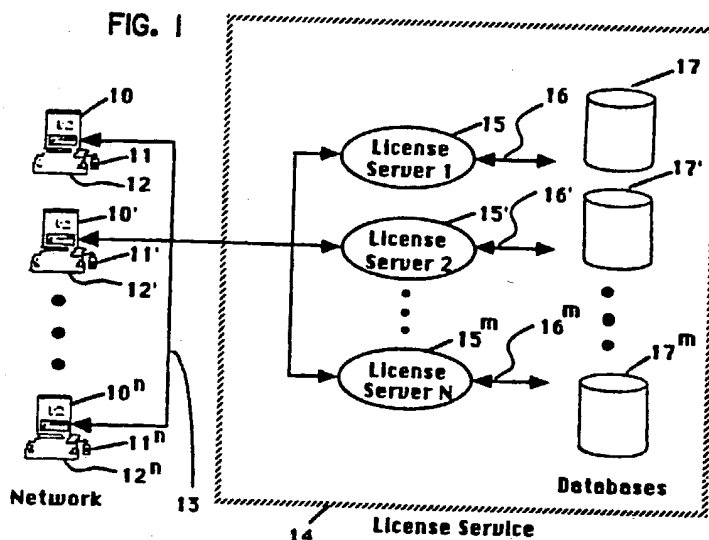 FIG. 1
10
11
12
10'
11'
12'
10ⁿ
11ⁿ
12ⁿ
Network
13
14
License Service
15
License
Server 1
16
17
15'
License
Server 2
16'
17'
15ᵐ
License
Server N
16ᵐ
17ᵐ
Databases